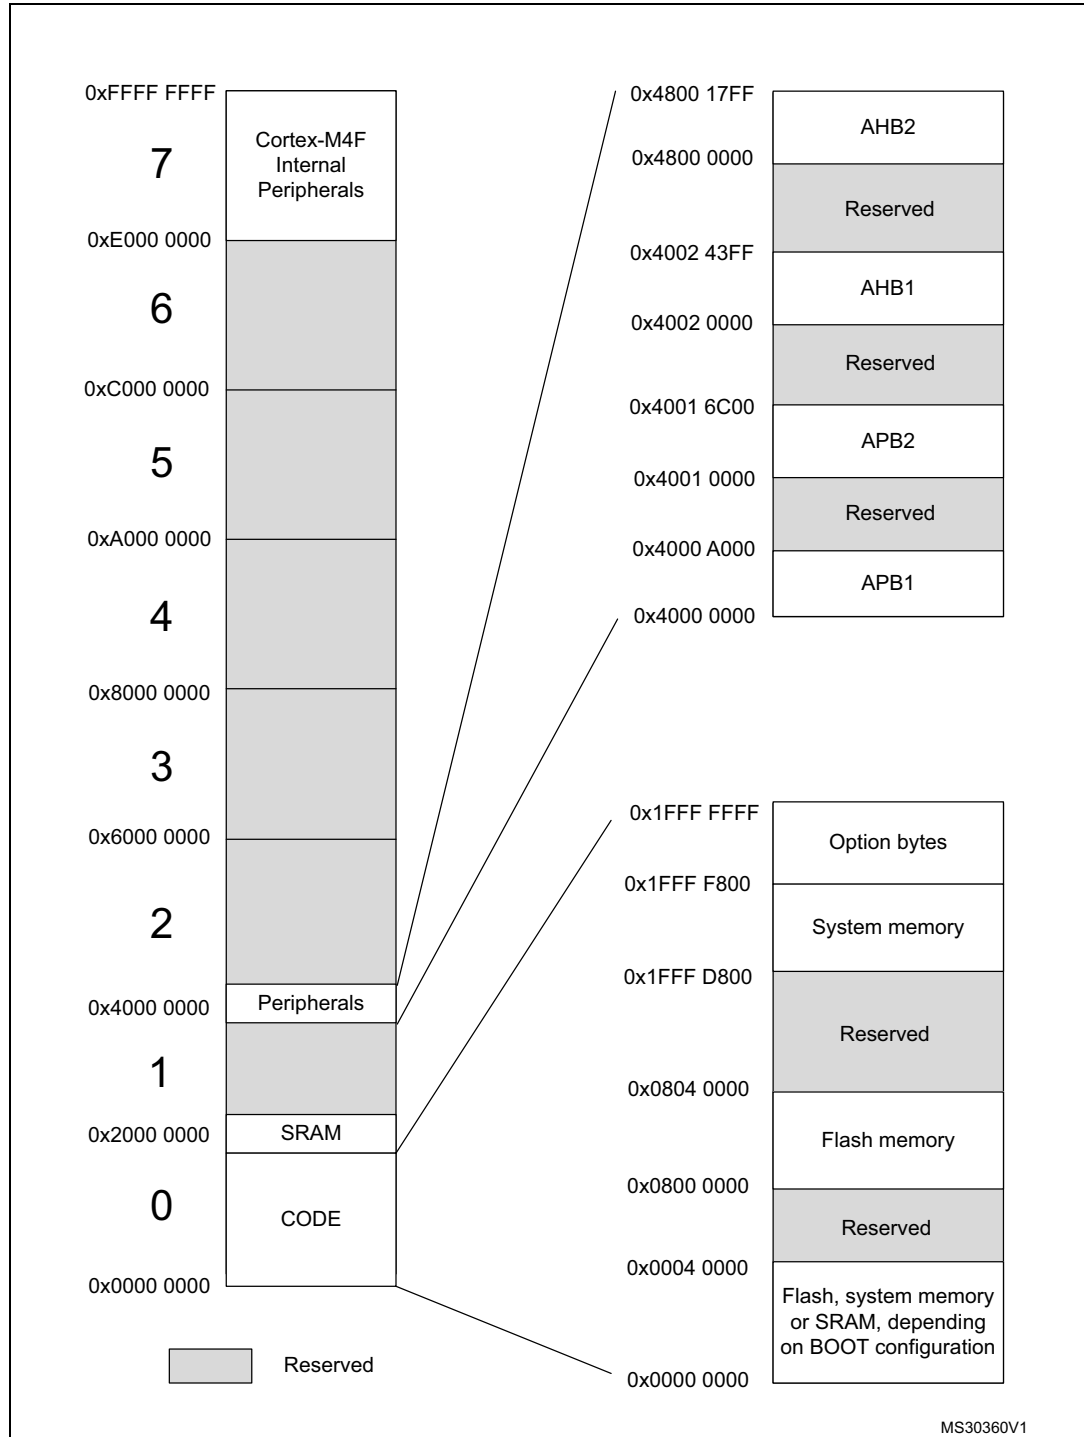 0xFFFF FFFF
7
Cortex-M4F
Internal
Peripherals
0xE000 0000
6
0xC000 0000
5
0xA000 0000
4
0x8000 0000
3
0x6000 0000
2
0x4000 0000
Peripherals
1
0x2000 0000
SRAM
0
CODE
0x0000 0000
Reserved
0x4800 17FF
AHB2
0x4800 0000
Reserved
0x4002 43FF
AHB1
0x4002 0000
Reserved
0x4001 6C00
APB2
0x4001 0000
Reserved
0x4000 A000
APB1
0x4000 0000
0x1FFF FFFF
Option bytes
0x1FFF F800
System memory
0x1FFF D800
Reserved
0x0804 0000
Flash memory
0x0800 0000
Reserved
0x0004 0000
Flash, system memory
or SRAM, depending
on BOOT configuration
0x0000 0000
MS30360V1